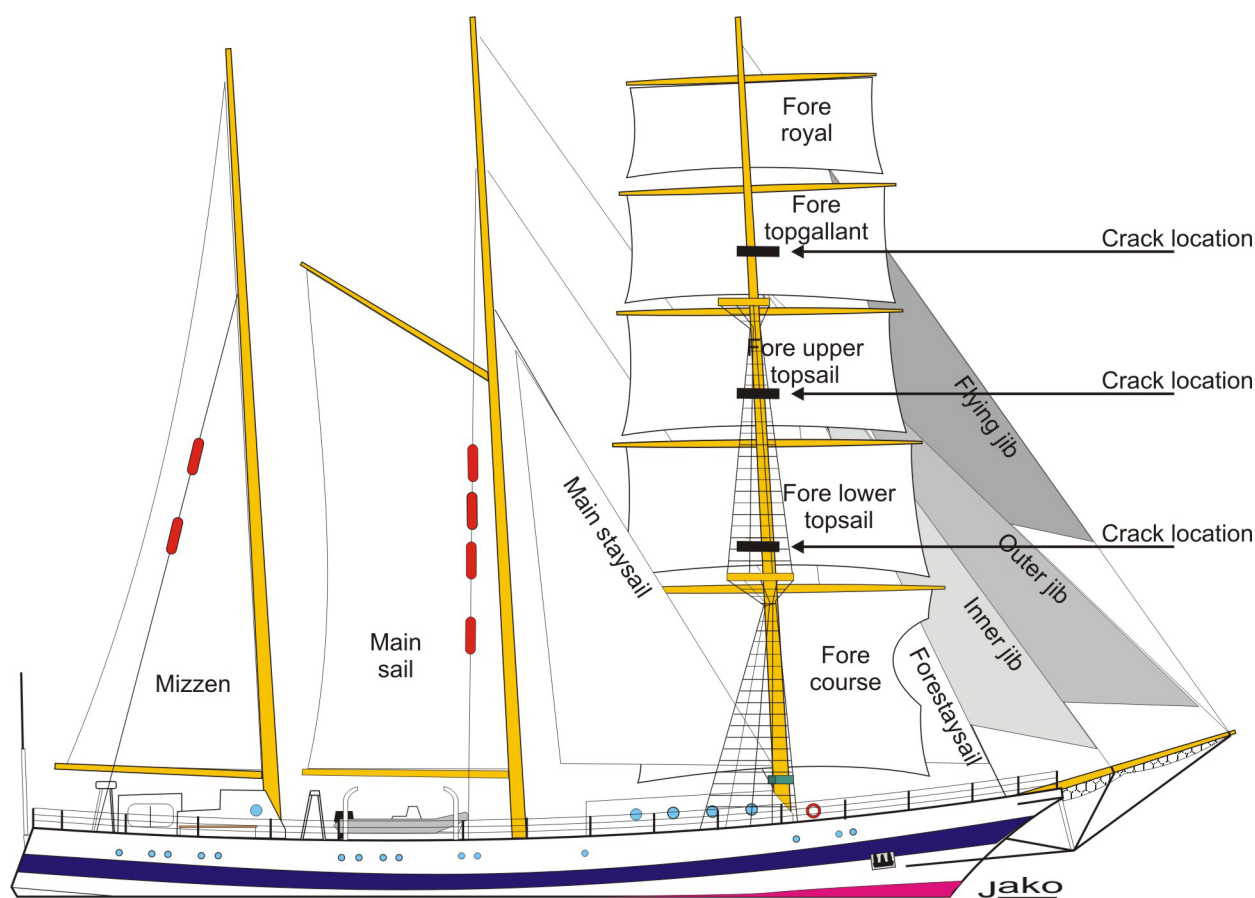 Fore
royal
Fore
topgallant
Crack location
Fore upper
topsail
Crack location
Flying jib
Main staysail
Fore lower
topsail
Crack location
Outer jib
Inner jib
Main
sail
Mizzen
Fore
course
Forestaysail
jako